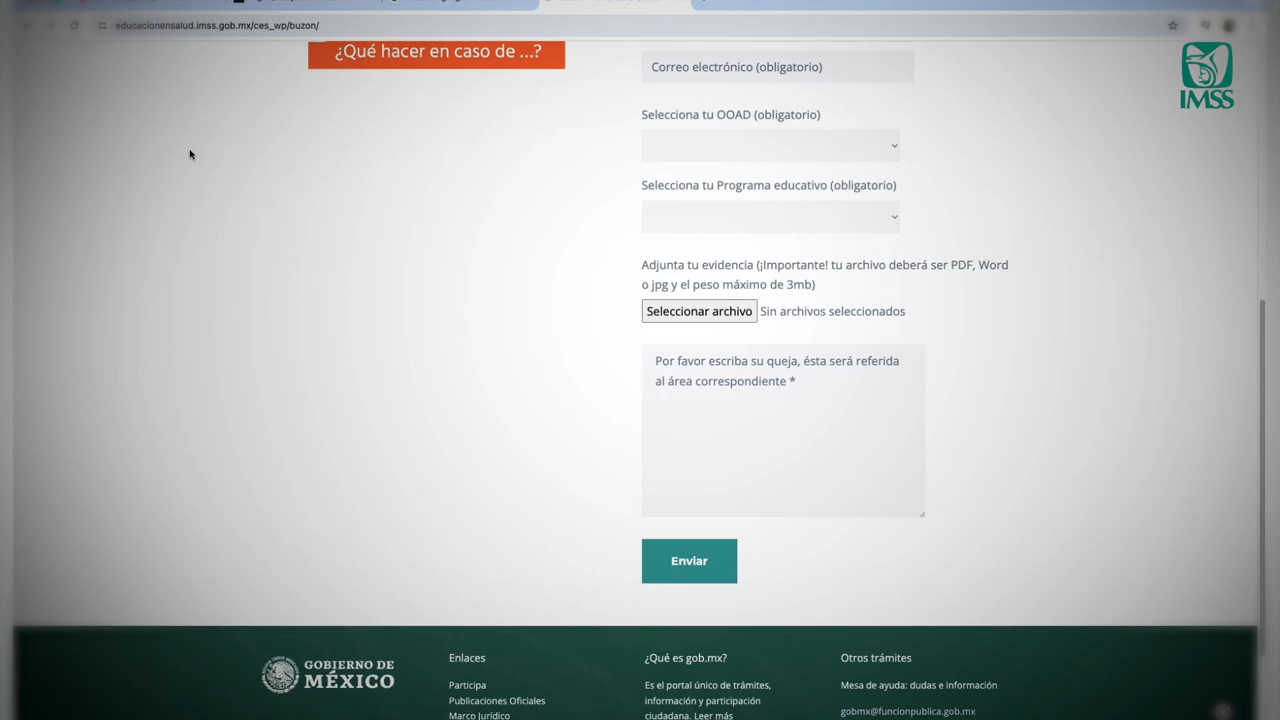 educacionensalud.imss.gob.mx/ces_wp/buzon/
¿Qué hacer en caso de ...?
IMSS
Correo electrónico (obligatorio)
Selecciona tu OOAD (obligatorio)
Selecciona tu Programa educativo (obligatorio)
Adjunta tu evidencia (¡Importante! tu archivo deberá ser PDF, Word
o jpg y el peso máximo de 3mb)
Seleccionar archivo Sin archivos seleccionados
Por favor escriba su queja, ésta será referida
al área correspondiente *
Enviar
GOBIERNO DE
MÉXICO
Enlaces
Participa
Publicaciones Oficiales
Marco Jurídico
¿Qué es gob.mx?
Es el portal único de trámites,
información y participación
ciudadana. Leer más
Otros trámites
Mesa de ayuda: dudas e información
gobmx@funcionpublica.gob.mx